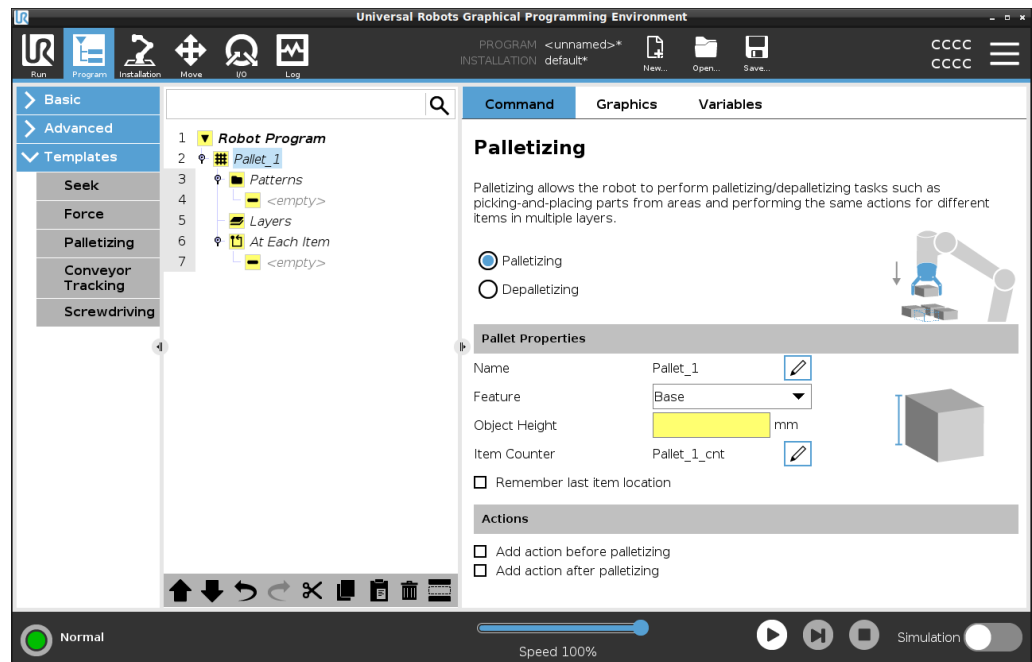 Universal Robots Graphical Programming Environment
UR
Run
Program
Installation
Move
I/O
Log
PROGRAM <unnamed>*
INSTALLATION default*
New...
Open...
Save...
CCCC
CCCC
Basic
Advanced
Templates
Seek
Force
Palletizing
Conveyor
Tracking
Screwdriving
1 Robot Program
2 Pallet_1
3 Patterns
4 <empty>
5 Layers
6 At Each Item
7 <empty>
Command Graphics Variables
Palletizing
Palletizing allows the robot to perform palletizing/depalletizing tasks such as
picking-and-placing parts from areas and performing the same actions for different
items in multiple layers.
Palletizing
Depalletizing
Pallet Properties
Name Pallet_1
Feature Base
Object Height mm
Item Counter Pallet_1_cnt
Remember last item location
Actions
Add action before palletizing
Add action after palletizing
Normal
Speed 100%
Simulation